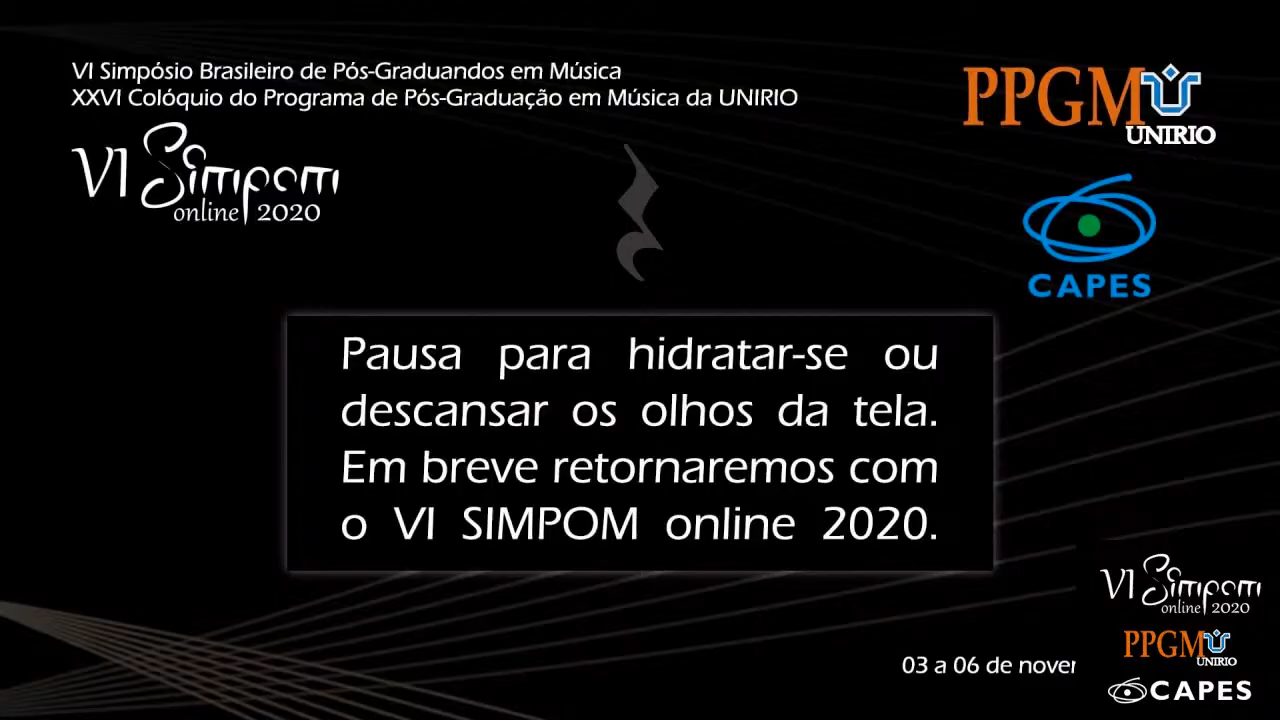 VI Simpósio Brasileiro de Pós-Graduandos em Música
XXVI Colóquio do Programa de Pós-Graduação em Música da UNIRIO
VI Simpom
online 2020
PPGM
UNIRIO
CAPES
Pausa para hidratar-se ou
descansar os olhos da tela.
Em breve retornaremos com
o VI SIMPOM online 2020.
03 a 06 de nover
VI Simpom
online 2020
PPGM
UNIRIO
CAPES